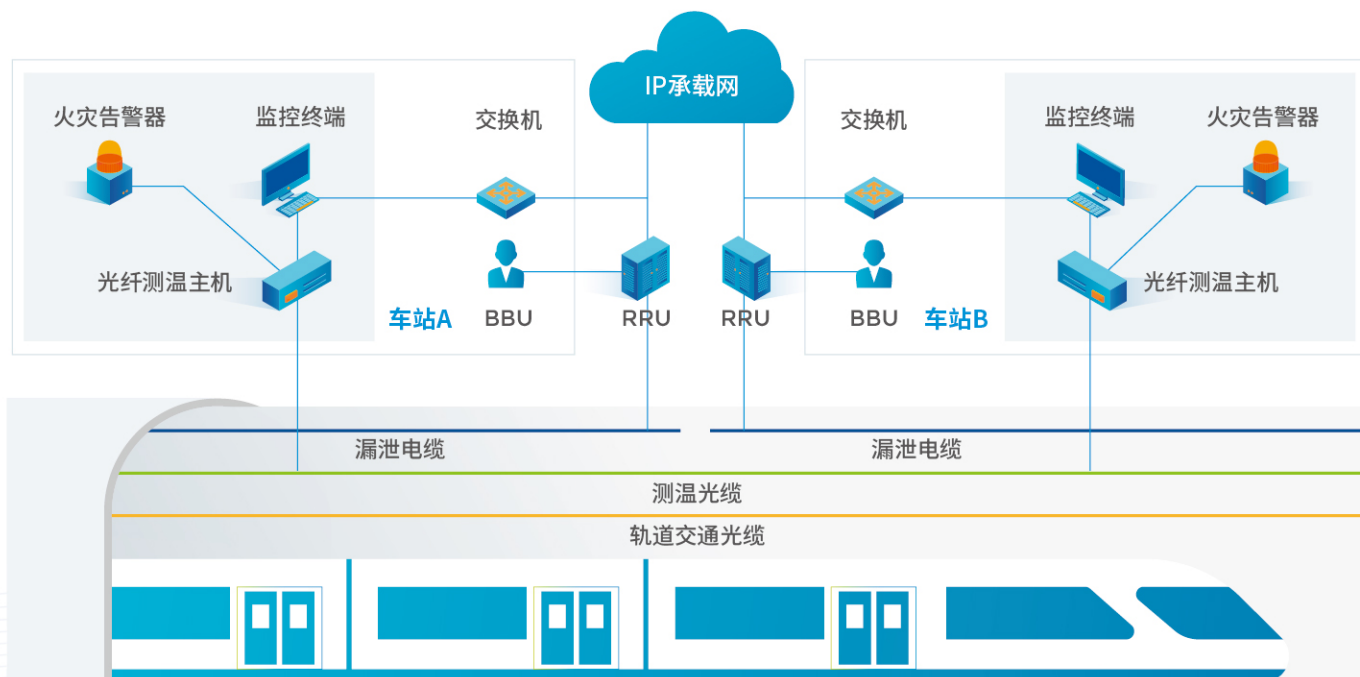 IP承载网
火灾告警器
监控终端
交换机
交换机
监控终端
火灾告警器
光纤测温主机
光纤测温主机
车站A
BBU
RRU
RRU
BBU
车站B
漏泄电缆
漏泄电缆
测温光缆
轨道交通光缆